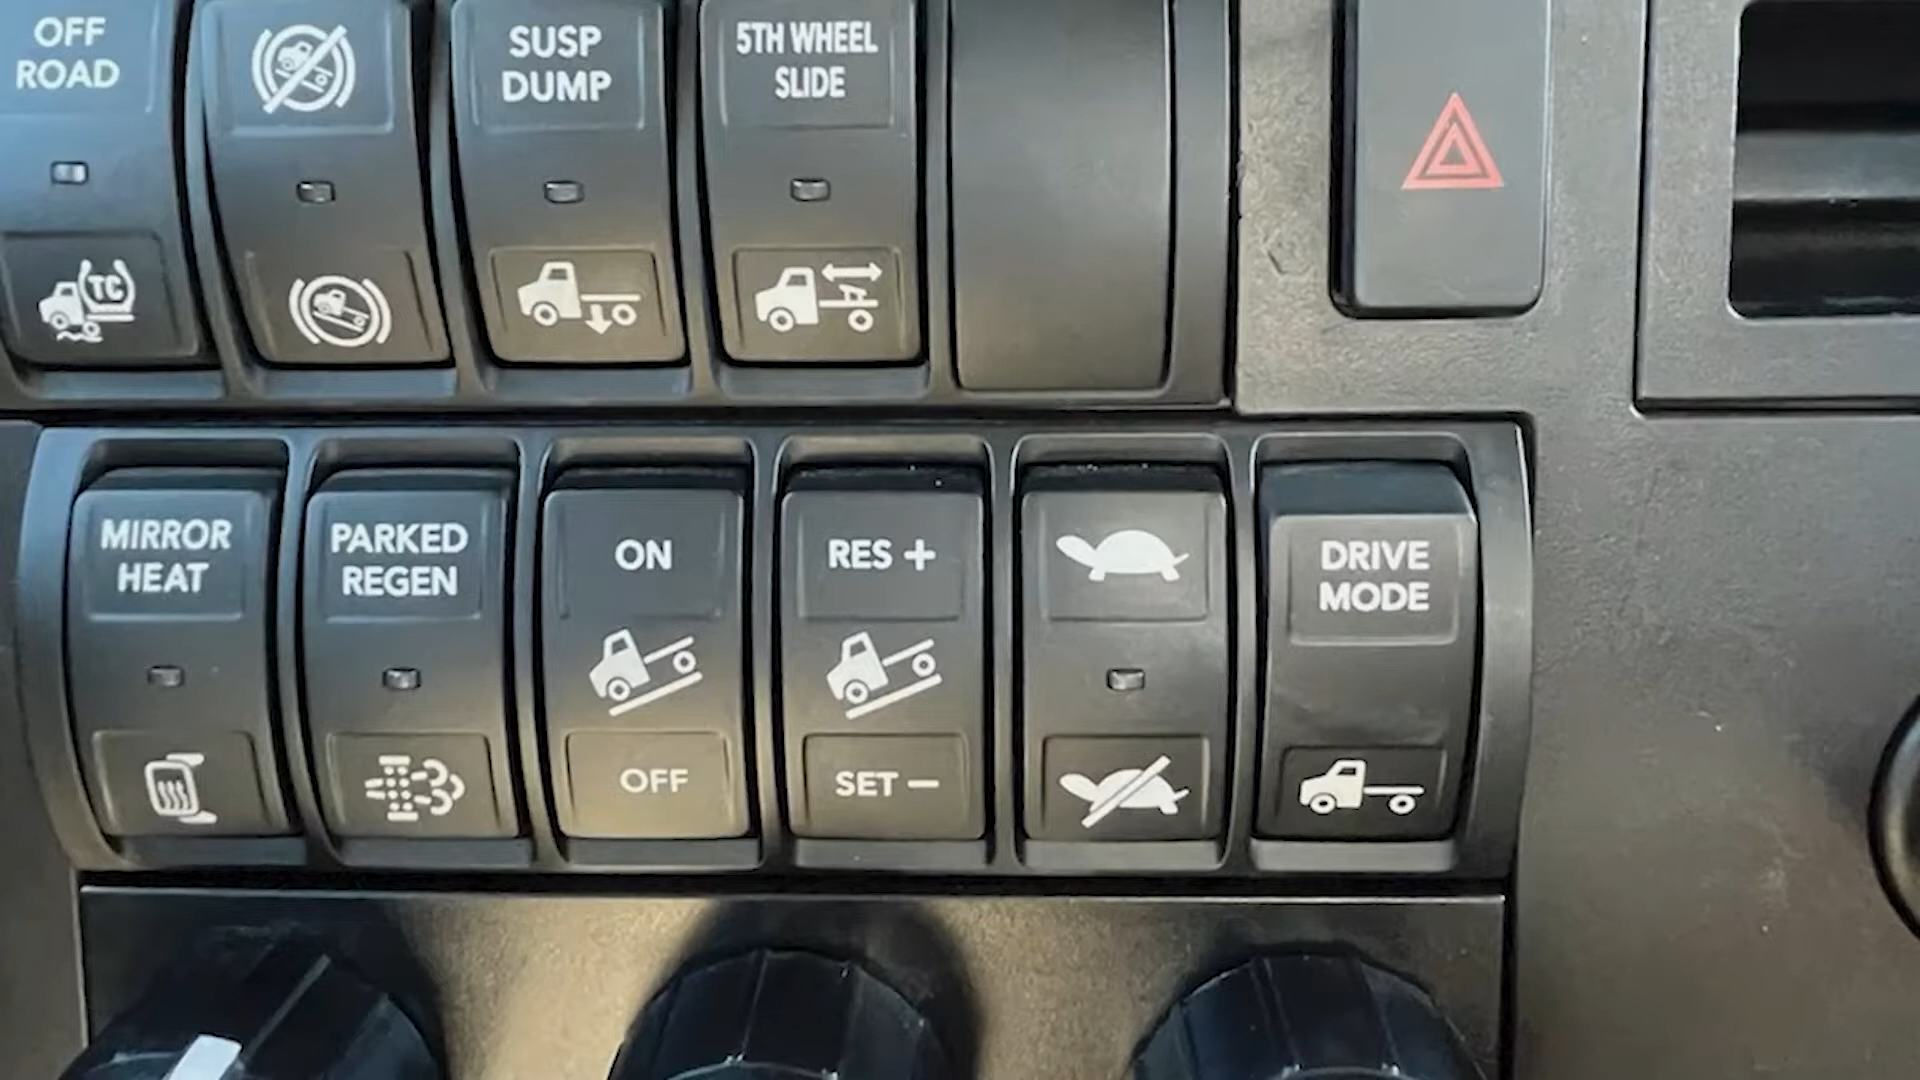 OFF
ROAD
SUSP
DUMP
5TH WHEEL
SLIDE
TC
MIRROR
HEAT
PARKED
REGEN
ON
RES +
DRIVE
MODE
OFF
SET −